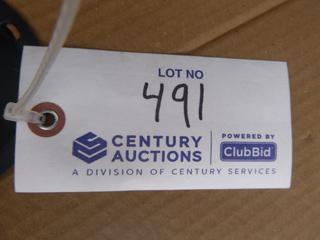 LOT NO
491
CENTURY AUCTIONS
POWERED BY
ClubBid
A DIVISION OF CENTURY SERVICES